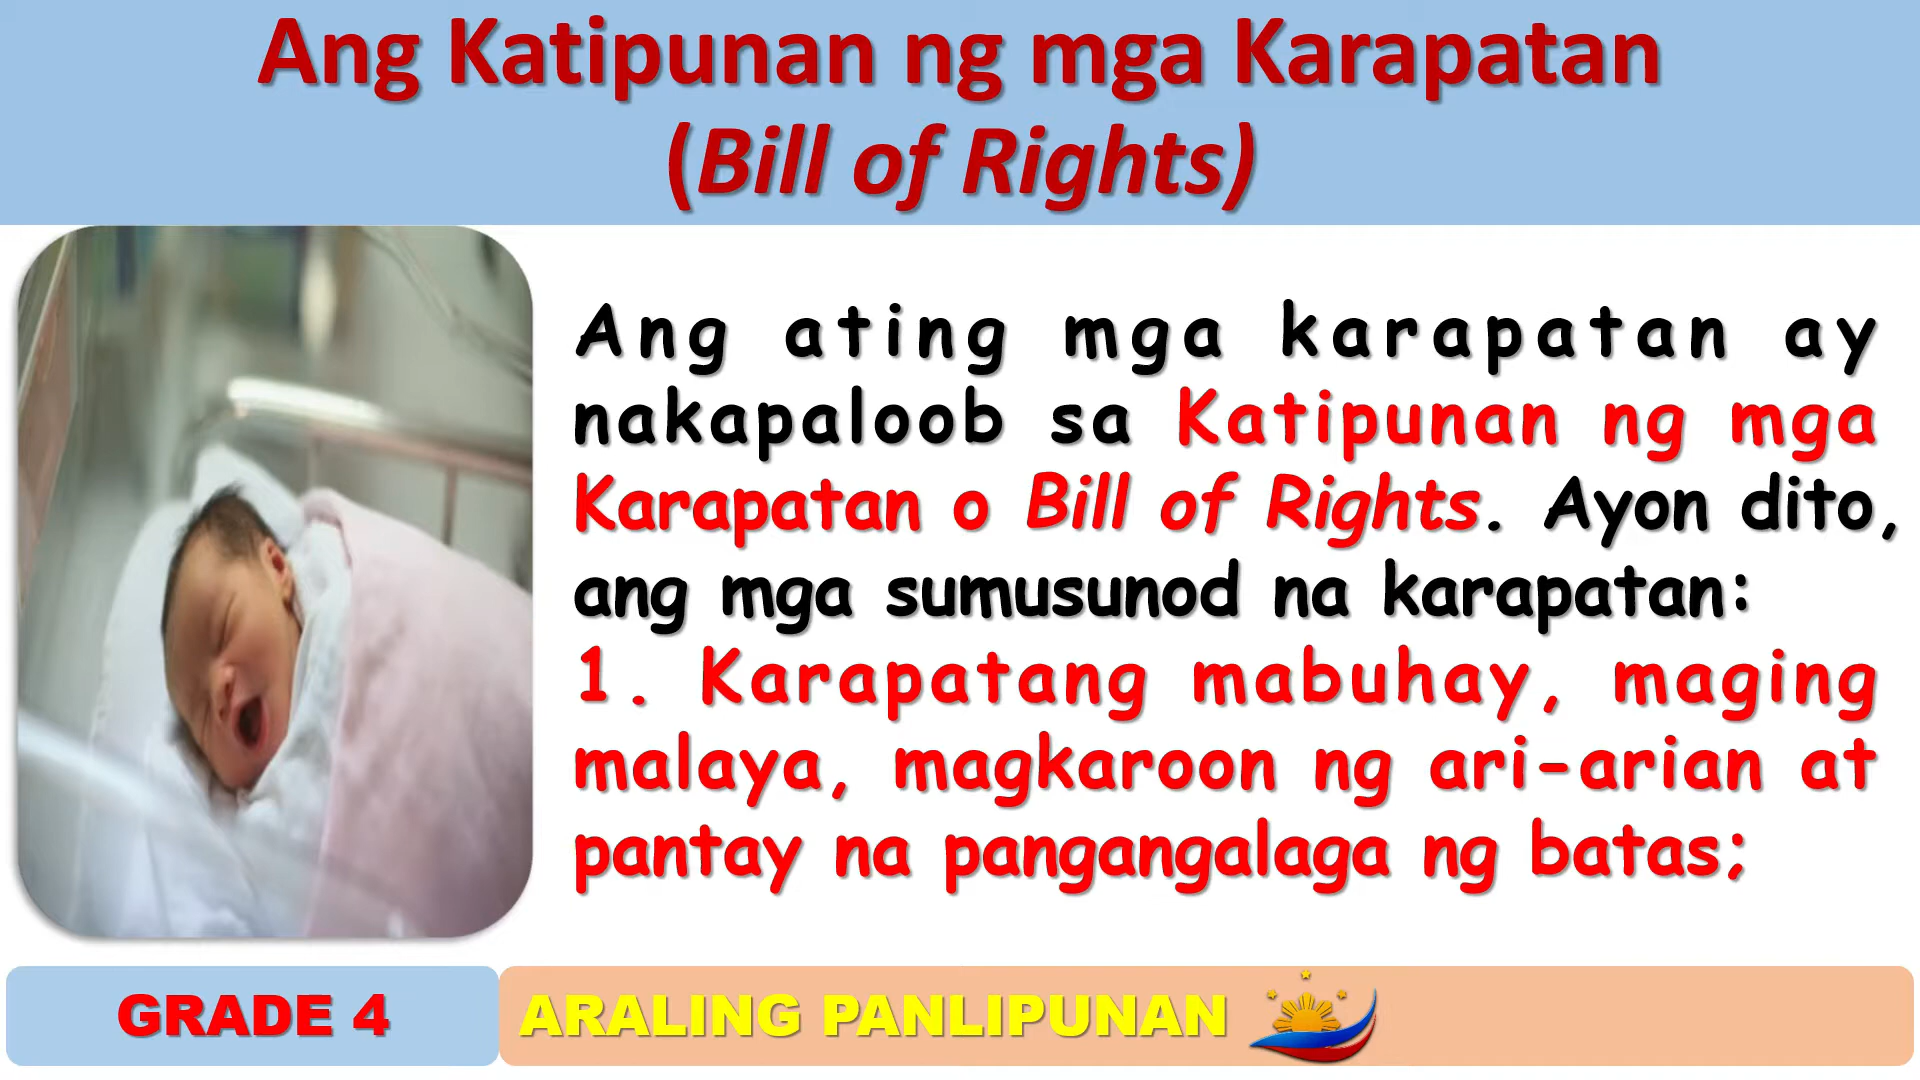 Ang Katipunan ng mga Karapatan
(Bill of Rights)
Ang ating mga karapatan ay
nakapaloob sa Katipunan ng mga
Karapatan o Bill of Rights. Ayon dito,
ang mga sumusunod na karapatan:
1. Karapatang mabuhay, maging
malaya, magkaroon ng ari-arian at
pantay na pangangalaga ng batas;
GRADE 4
ARALING PANLIPUNAN